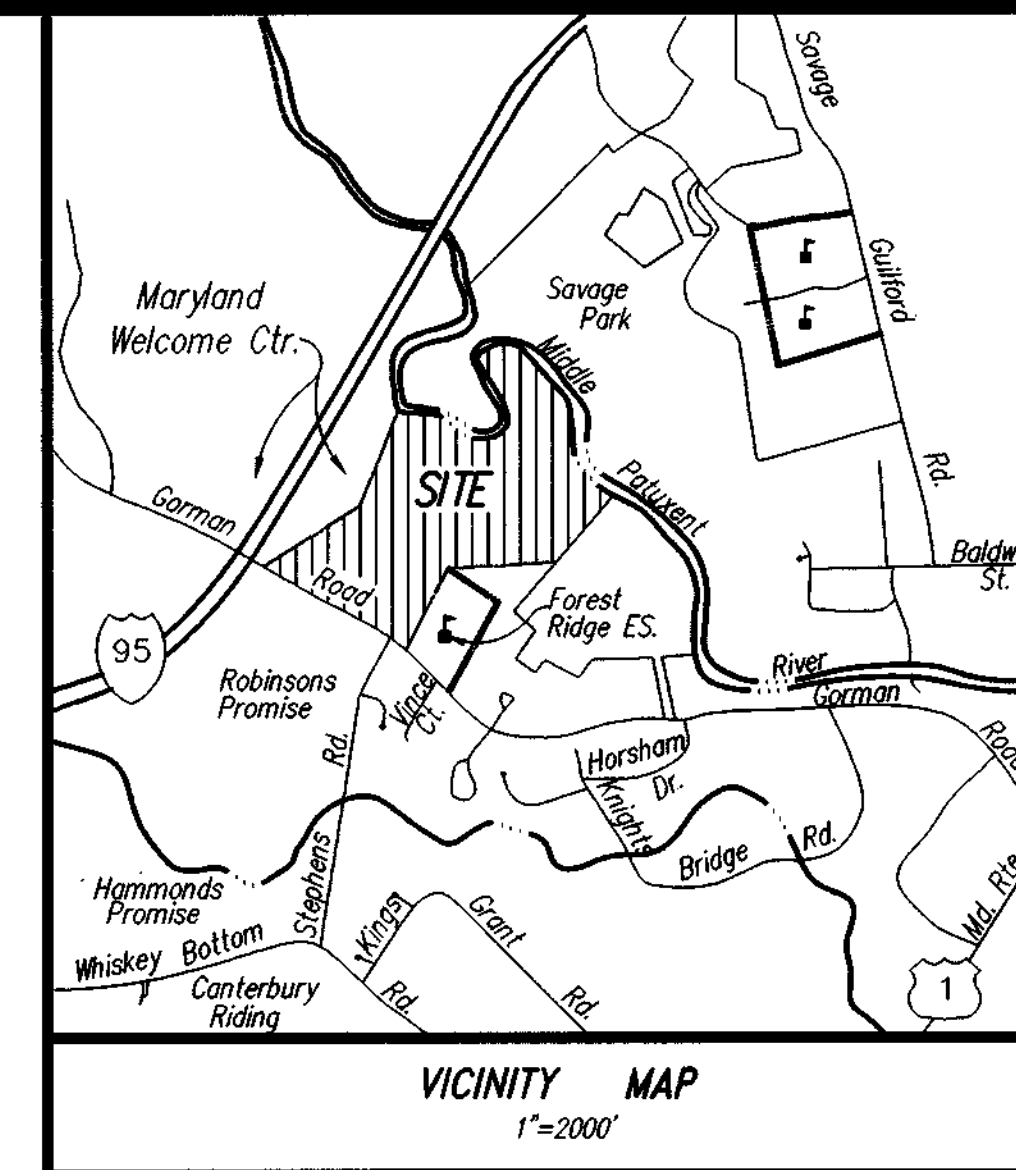 Savage
Guilford
Rd.
Maryland
Welcome Ctr.
Savage
Park
Middle
Patuxent
River
SITE
Gorman
Road
Baldw
St.
Forest
Ridge ES.
95
Robinsons
Promise
Vince
Ct.
Gorman
Road
Horsham
Dr.
Knights
Bridge
Rd.
Stephens
Rd.
Hammonds
Promise
Whiskey Bottom
Rd.
Kings
Grant
Rd.
Canterbury
Riding
Md. Rte
1
VICINITY MAP
1"=2000'